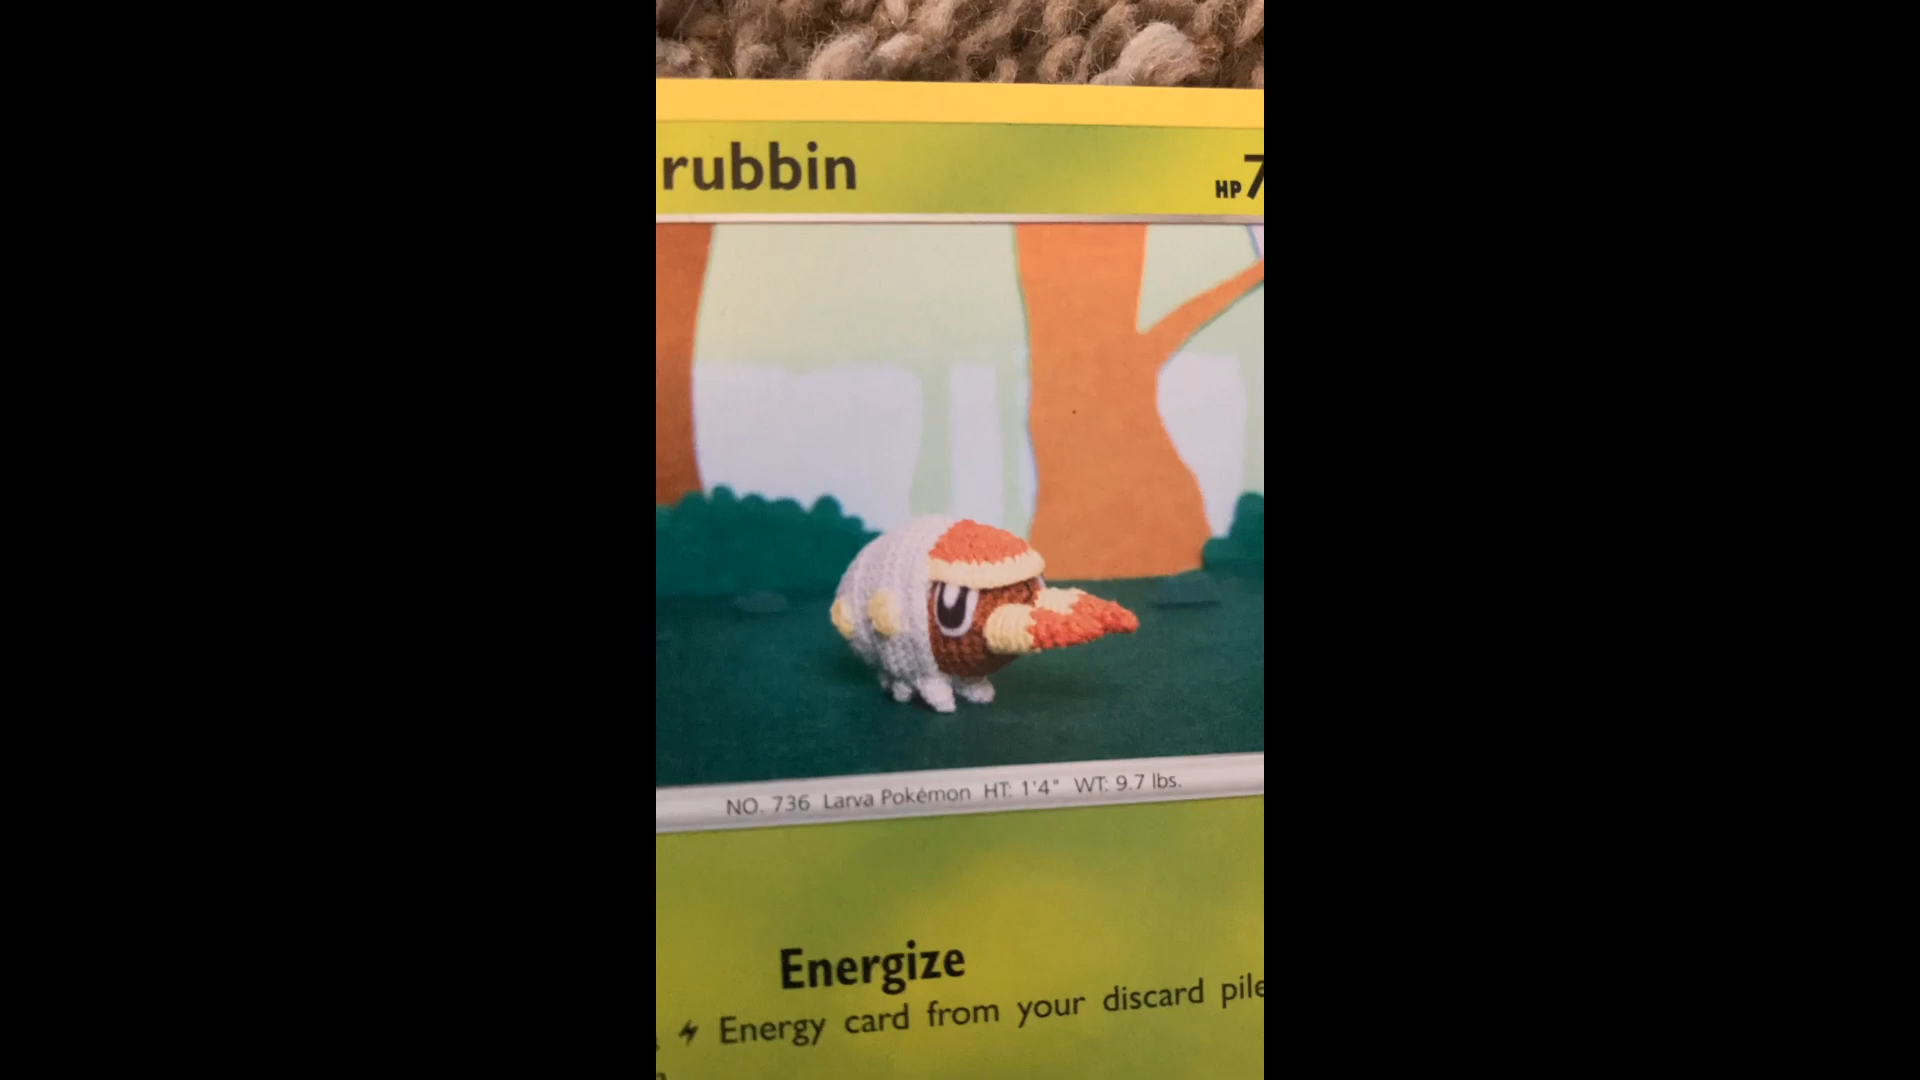 rubbin
HP7
NO. 736 Larva Pokémon HT: 1'4" WT: 9.7 lbs.
Energize
Energy card from your discard pile